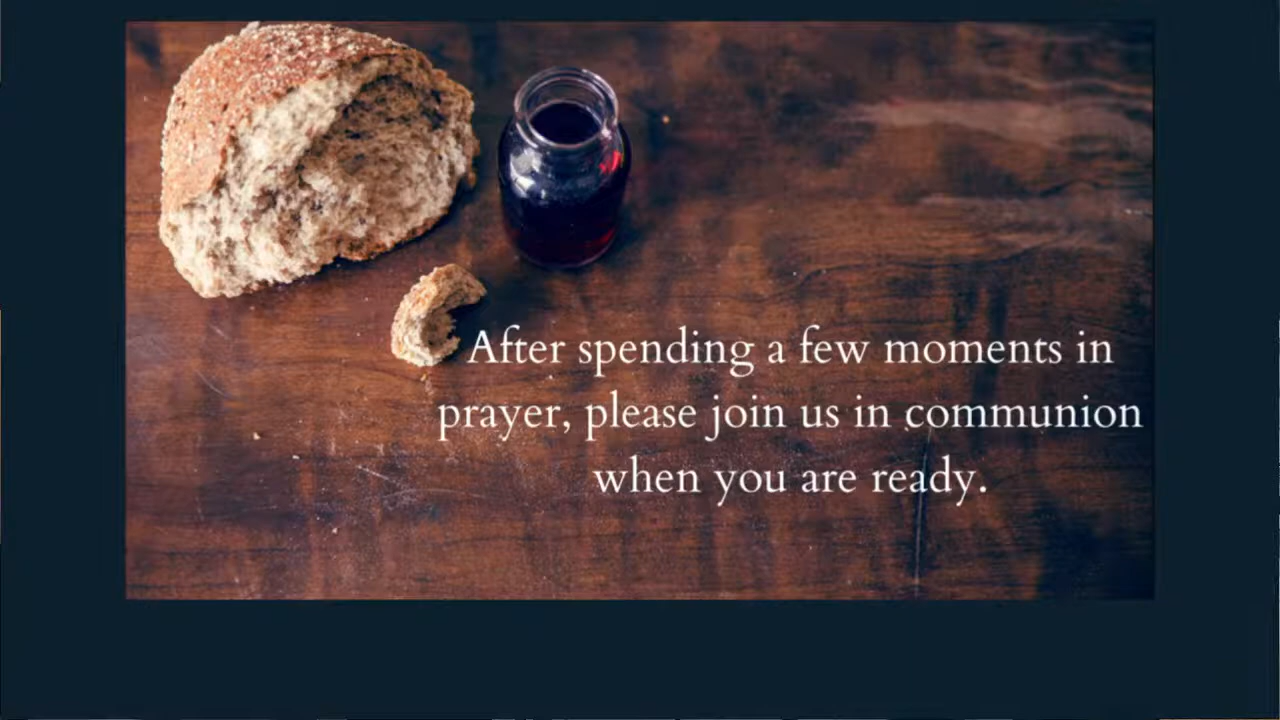 After spending a few moments in
prayer, please join us in communion
when you are ready.